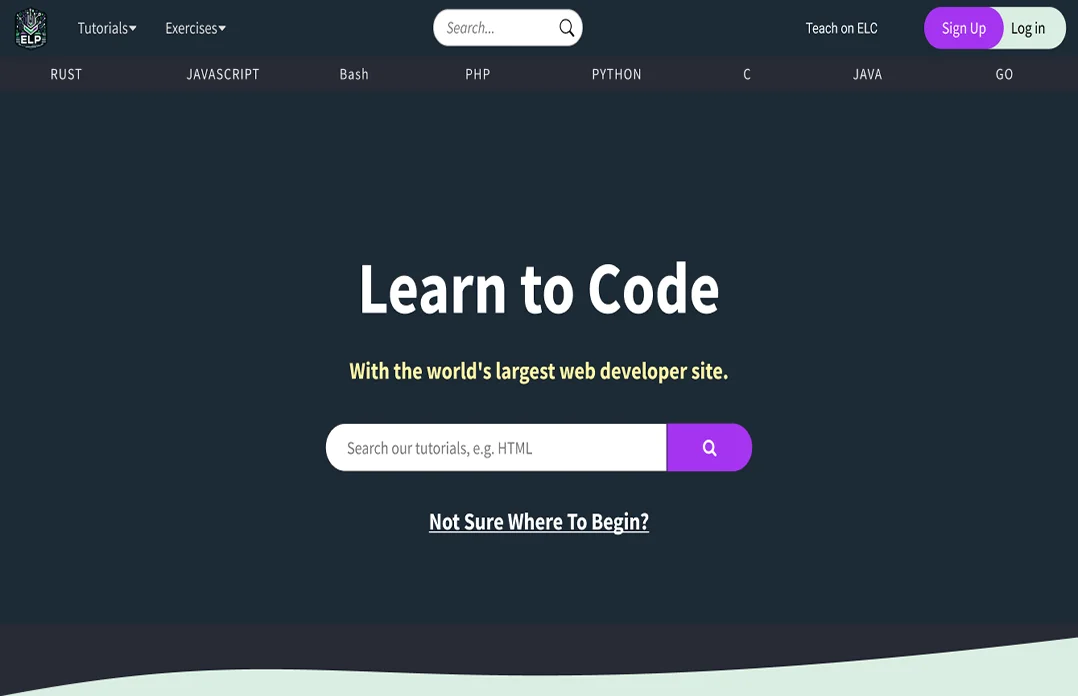 ELP Tutorials Exercises Search... Teach on ELC Sign Up Log in
RUST JAVASCRIPT Bash PHP PYTHON C JAVA GO
Learn to Code
With the world's largest web developer site.
Search our tutorials, e.g. HTML
Not Sure Where To Begin?